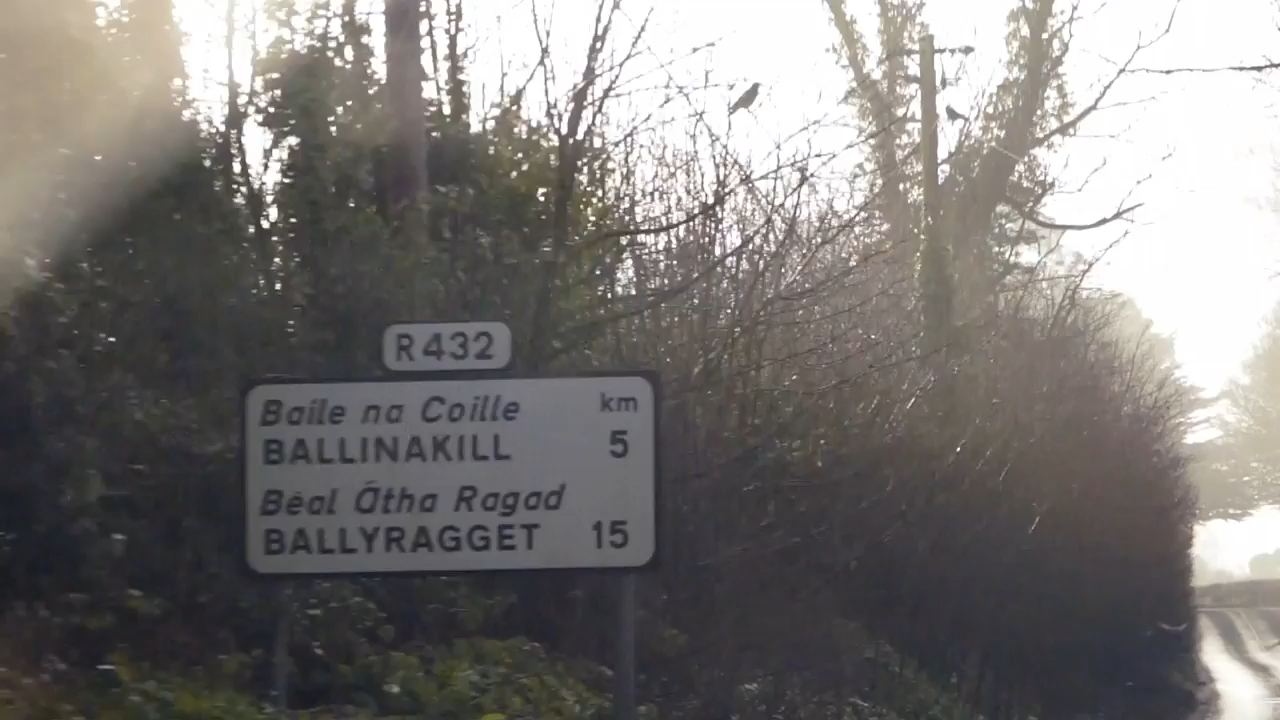 R432
Baile na Coille km
BALLINAKILL 5
Béal Átha Ragad
BALLYRAGGET 15